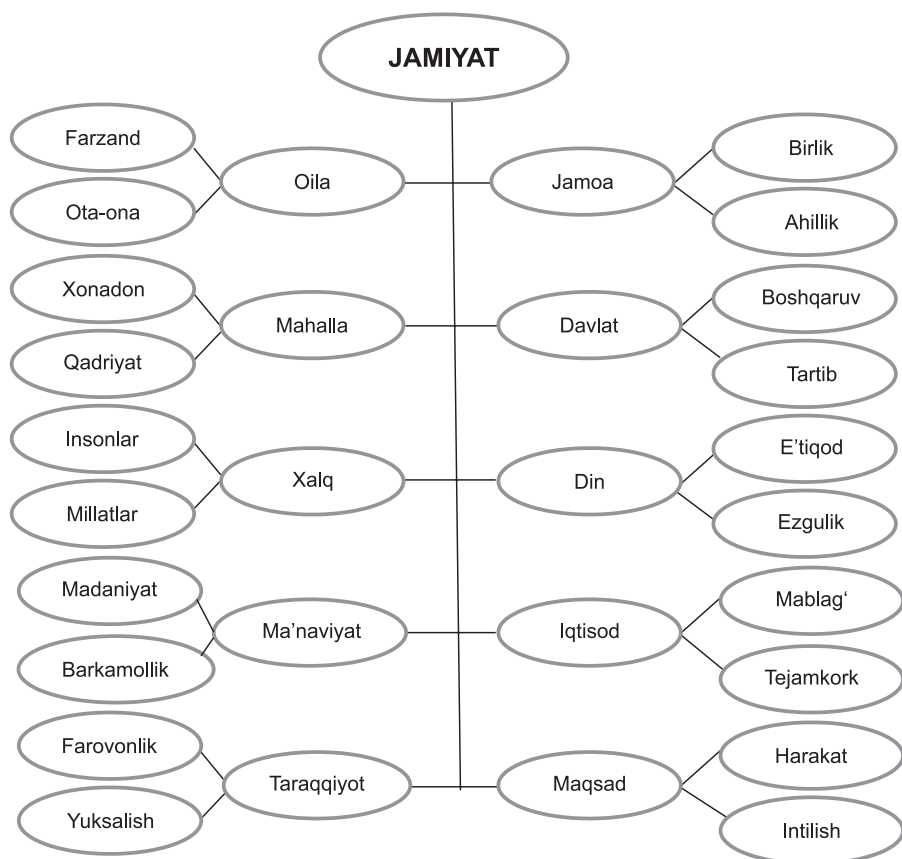 JAMIYAT
Farzand
Ota-ona
Oila
Jamoa
Birlik
Ahillik
Xonadon
Qadriyat
Mahalla
Davlat
Boshqaruv
Tartib
Insonlar
Millatlar
Xalq
Din
E’tiqod
Ezgulik
Madaniyat
Barkamollik
Ma’naviyat
Iqtisod
Mablag‘
Tejamkork
Farovonlik
Yuksalish
Taraqqiyot
Maqsad
Harakat
Intilish